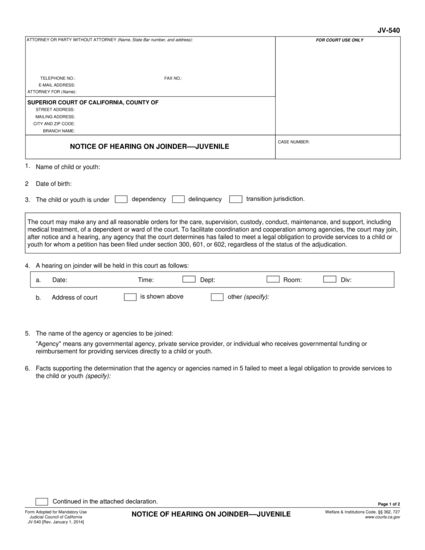 JV-540
ATTORNEY OR PARTY WITHOUT ATTORNEY (Name, State Bar number, and address):
FOR COURT USE ONLY
TELEPHONE NO.: FAX NO.:
E-MAIL ADDRESS:
ATTORNEY FOR (Name):
SUPERIOR COURT OF CALIFORNIA, COUNTY OF
STREET ADDRESS:
MAILING ADDRESS:
CITY AND ZIP CODE:
BRANCH NAME:
NOTICE OF HEARING ON JOINDER—JUVENILE
CASE NUMBER:
1. Name of child or youth:
2 Date of birth:
3. The child or youth is under dependency delinquency transition jurisdiction.
The court may make any and all reasonable orders for the care, supervision, custody, conduct, maintenance, and support, including
medical treatment, of a dependent or ward of the court. To facilitate coordination and cooperation among agencies, the court may join,
after notice and a hearing, any agency that the court determines has failed to meet a legal obligation to provide services to a child or
youth for whom a petition has been filed under section 300, 601, or 602, regardless of the status of the adjudication.
4. A hearing on joinder will be held in this court as follows:
a. Date: Time: Dept: Room: Div:
b. Address of court is shown above other (specify):
5. The name of the agency or agencies to be joined:
"Agency" means any governmental agency, private service provider, or individual who receives governmental funding or
reimbursement for providing services directly to a child or youth.
6. Facts supporting the determination that the agency or agencies named in 5 failed to meet a legal obligation to provide services to
the child or youth (specify):
Continued in the attached declaration.
Page 1 of 2
Form Adopted for Mandatory Use
Judicial Council of California
JV-540 [Rev. January 1, 2014]
NOTICE OF HEARING ON JOINDER—JUVENILE
Welfare & Institutions Code, §§ 362, 727
www.courts.ca.gov